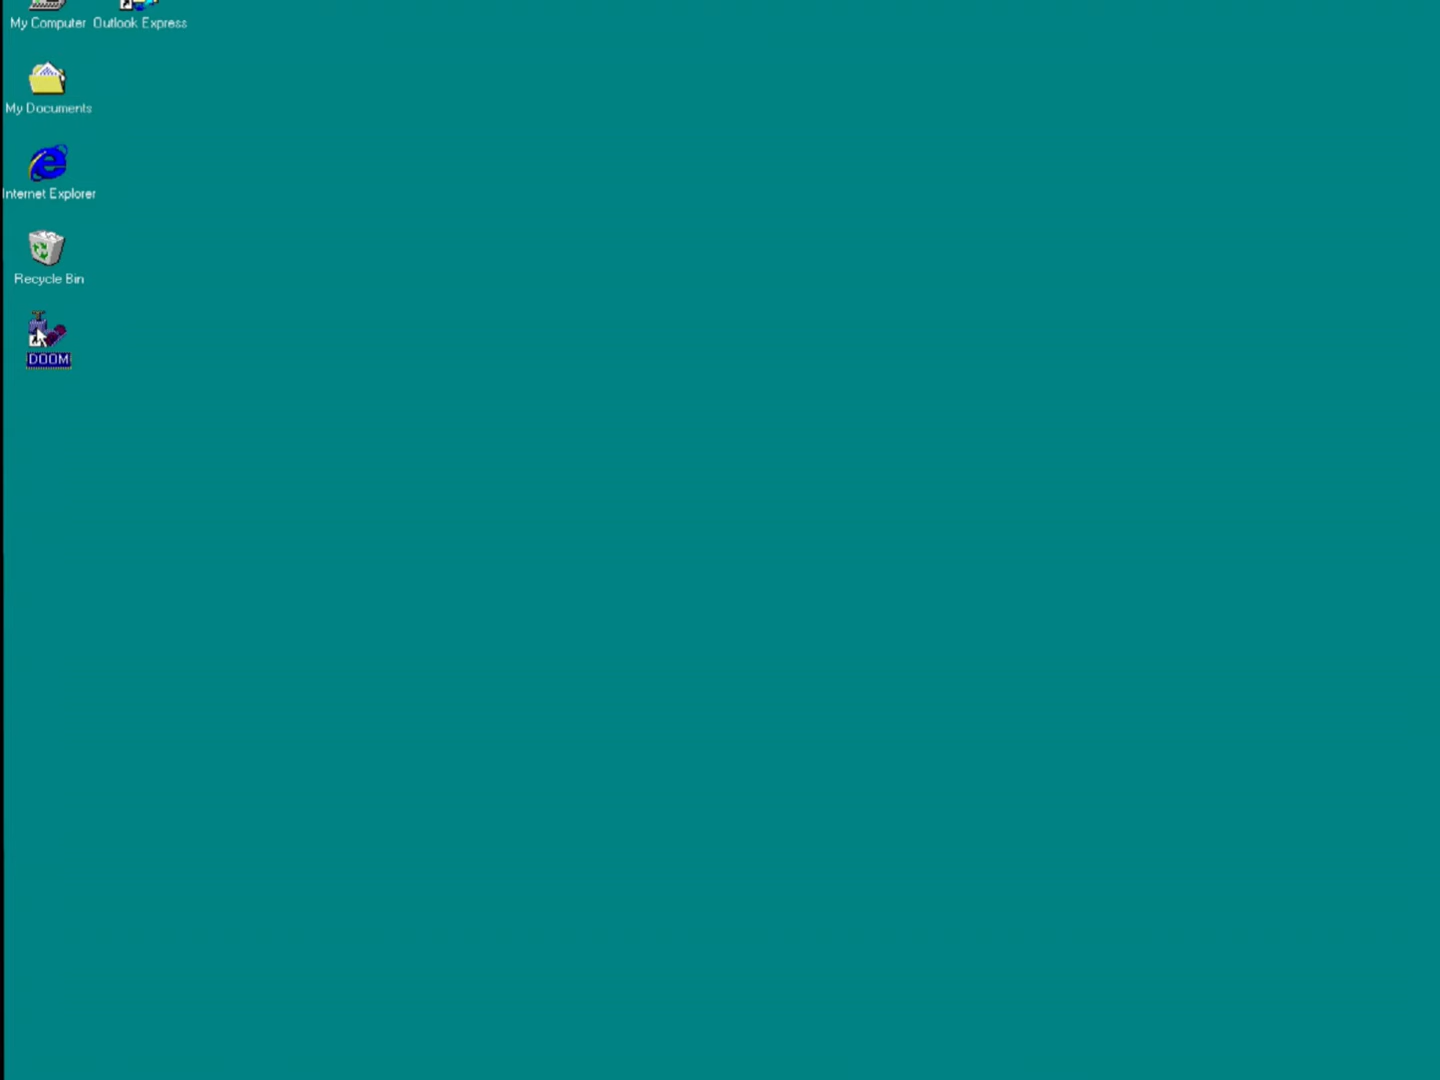 My Computer Outlook Express
My Documents
Internet Explorer
Recycle Bin
DOOM